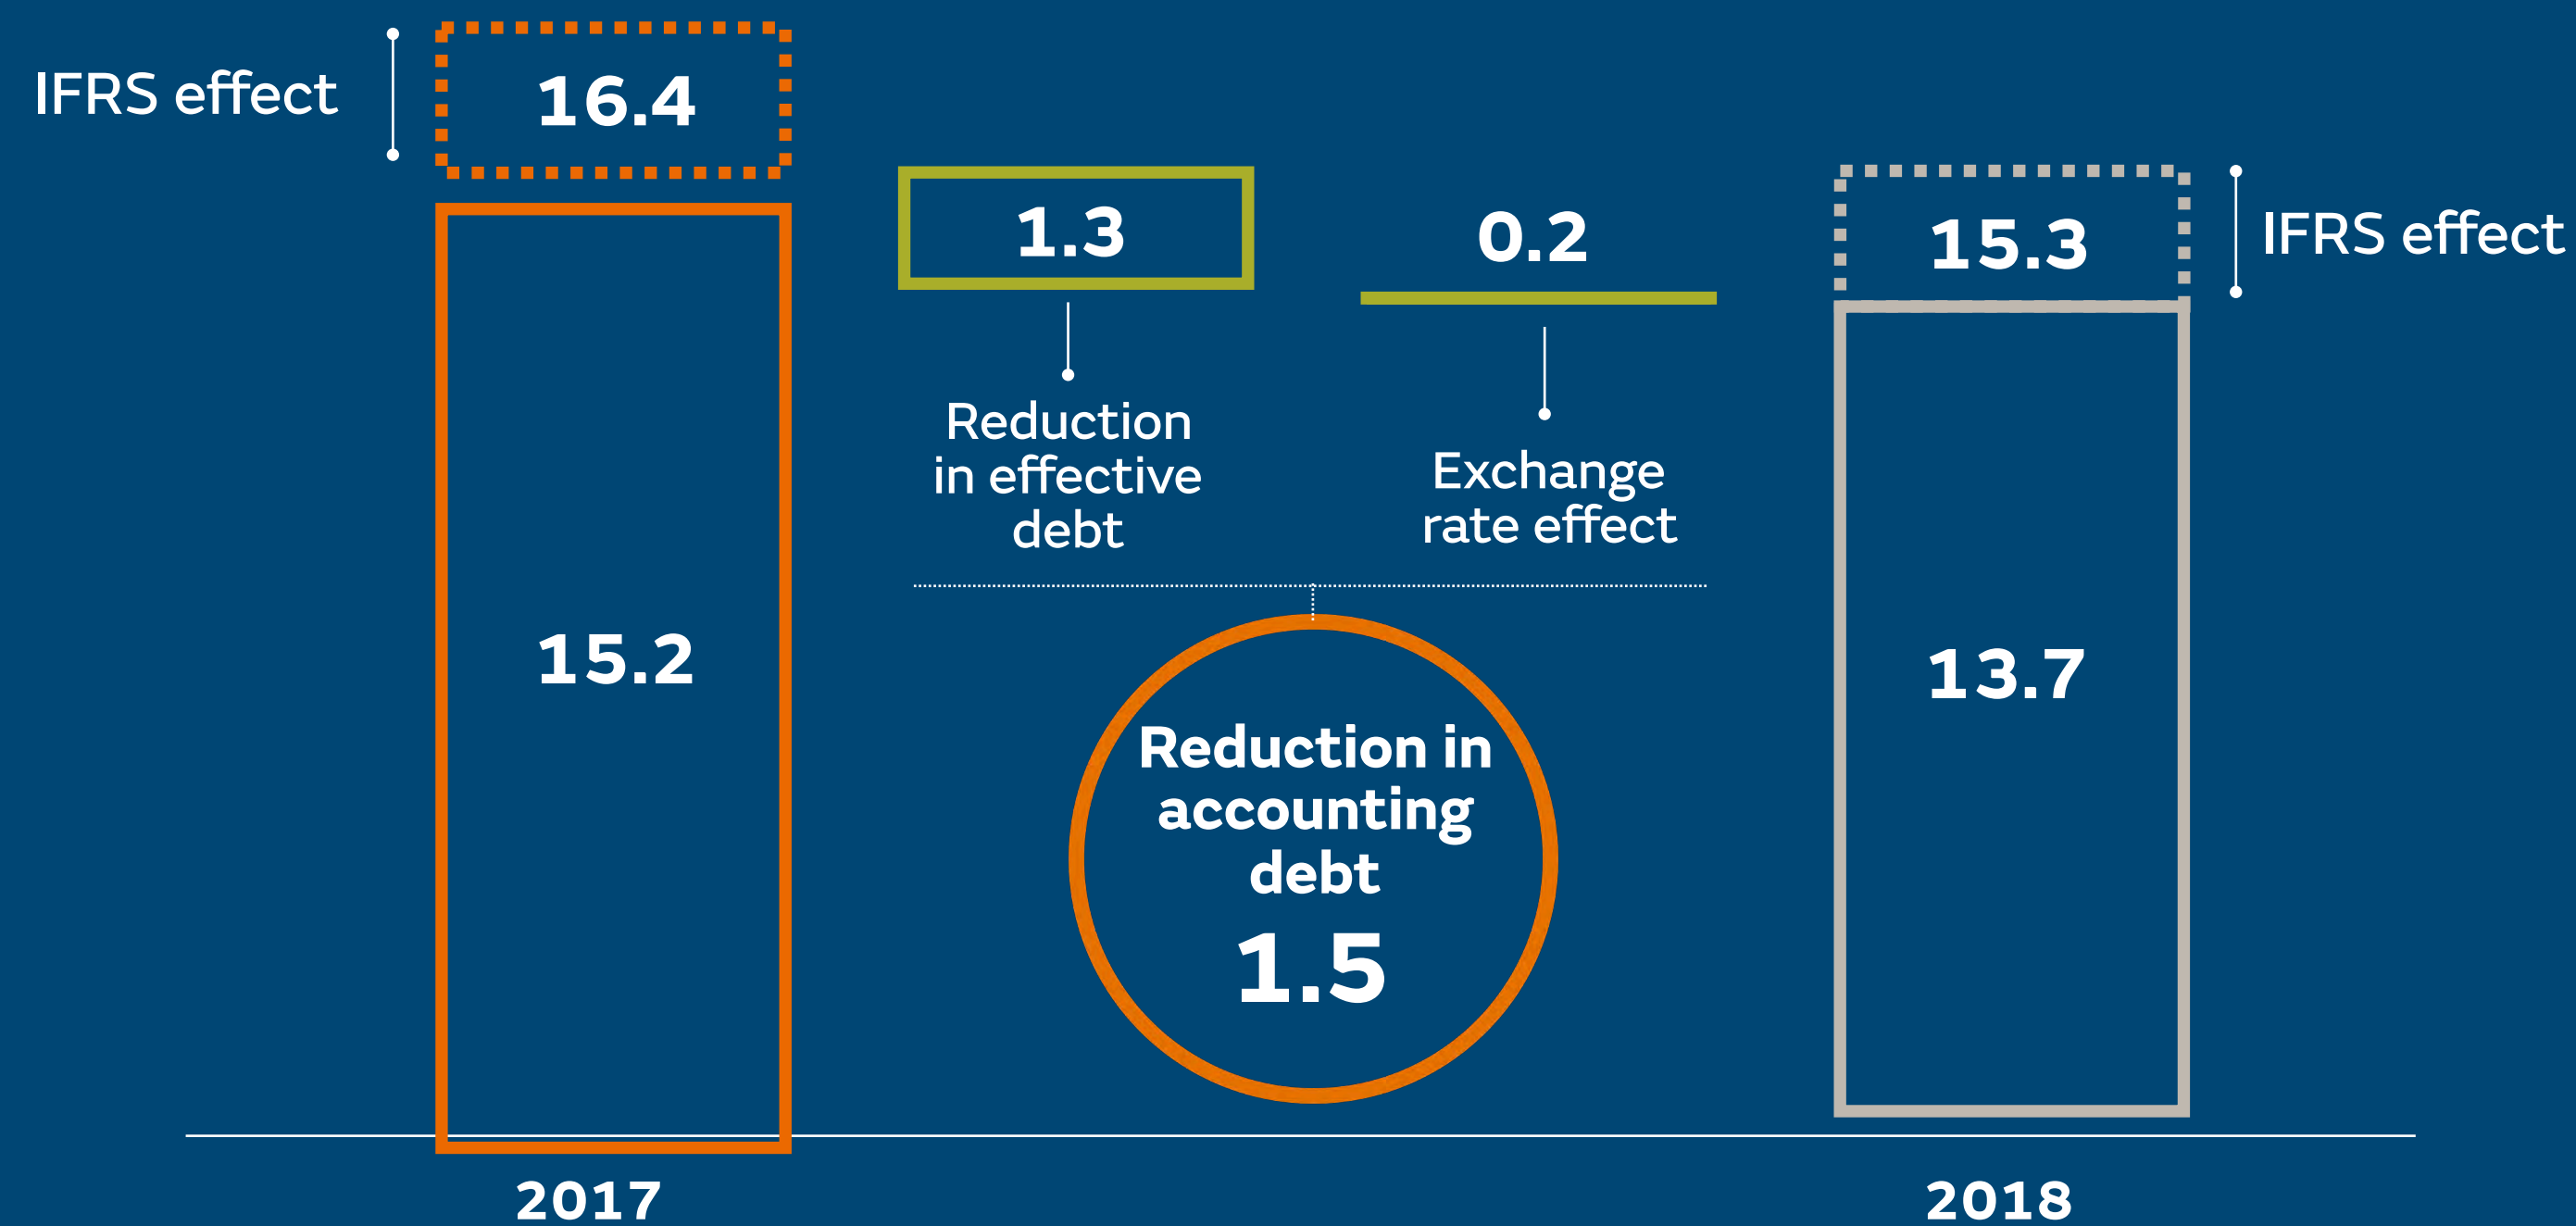 IFRS effect
16.4
15.2
2017
1.3
Reduction
in effective
debt
0.2
Exchange
rate effect
Reduction in
accounting
debt
1.5
15.3
IFRS effect
13.7
2018